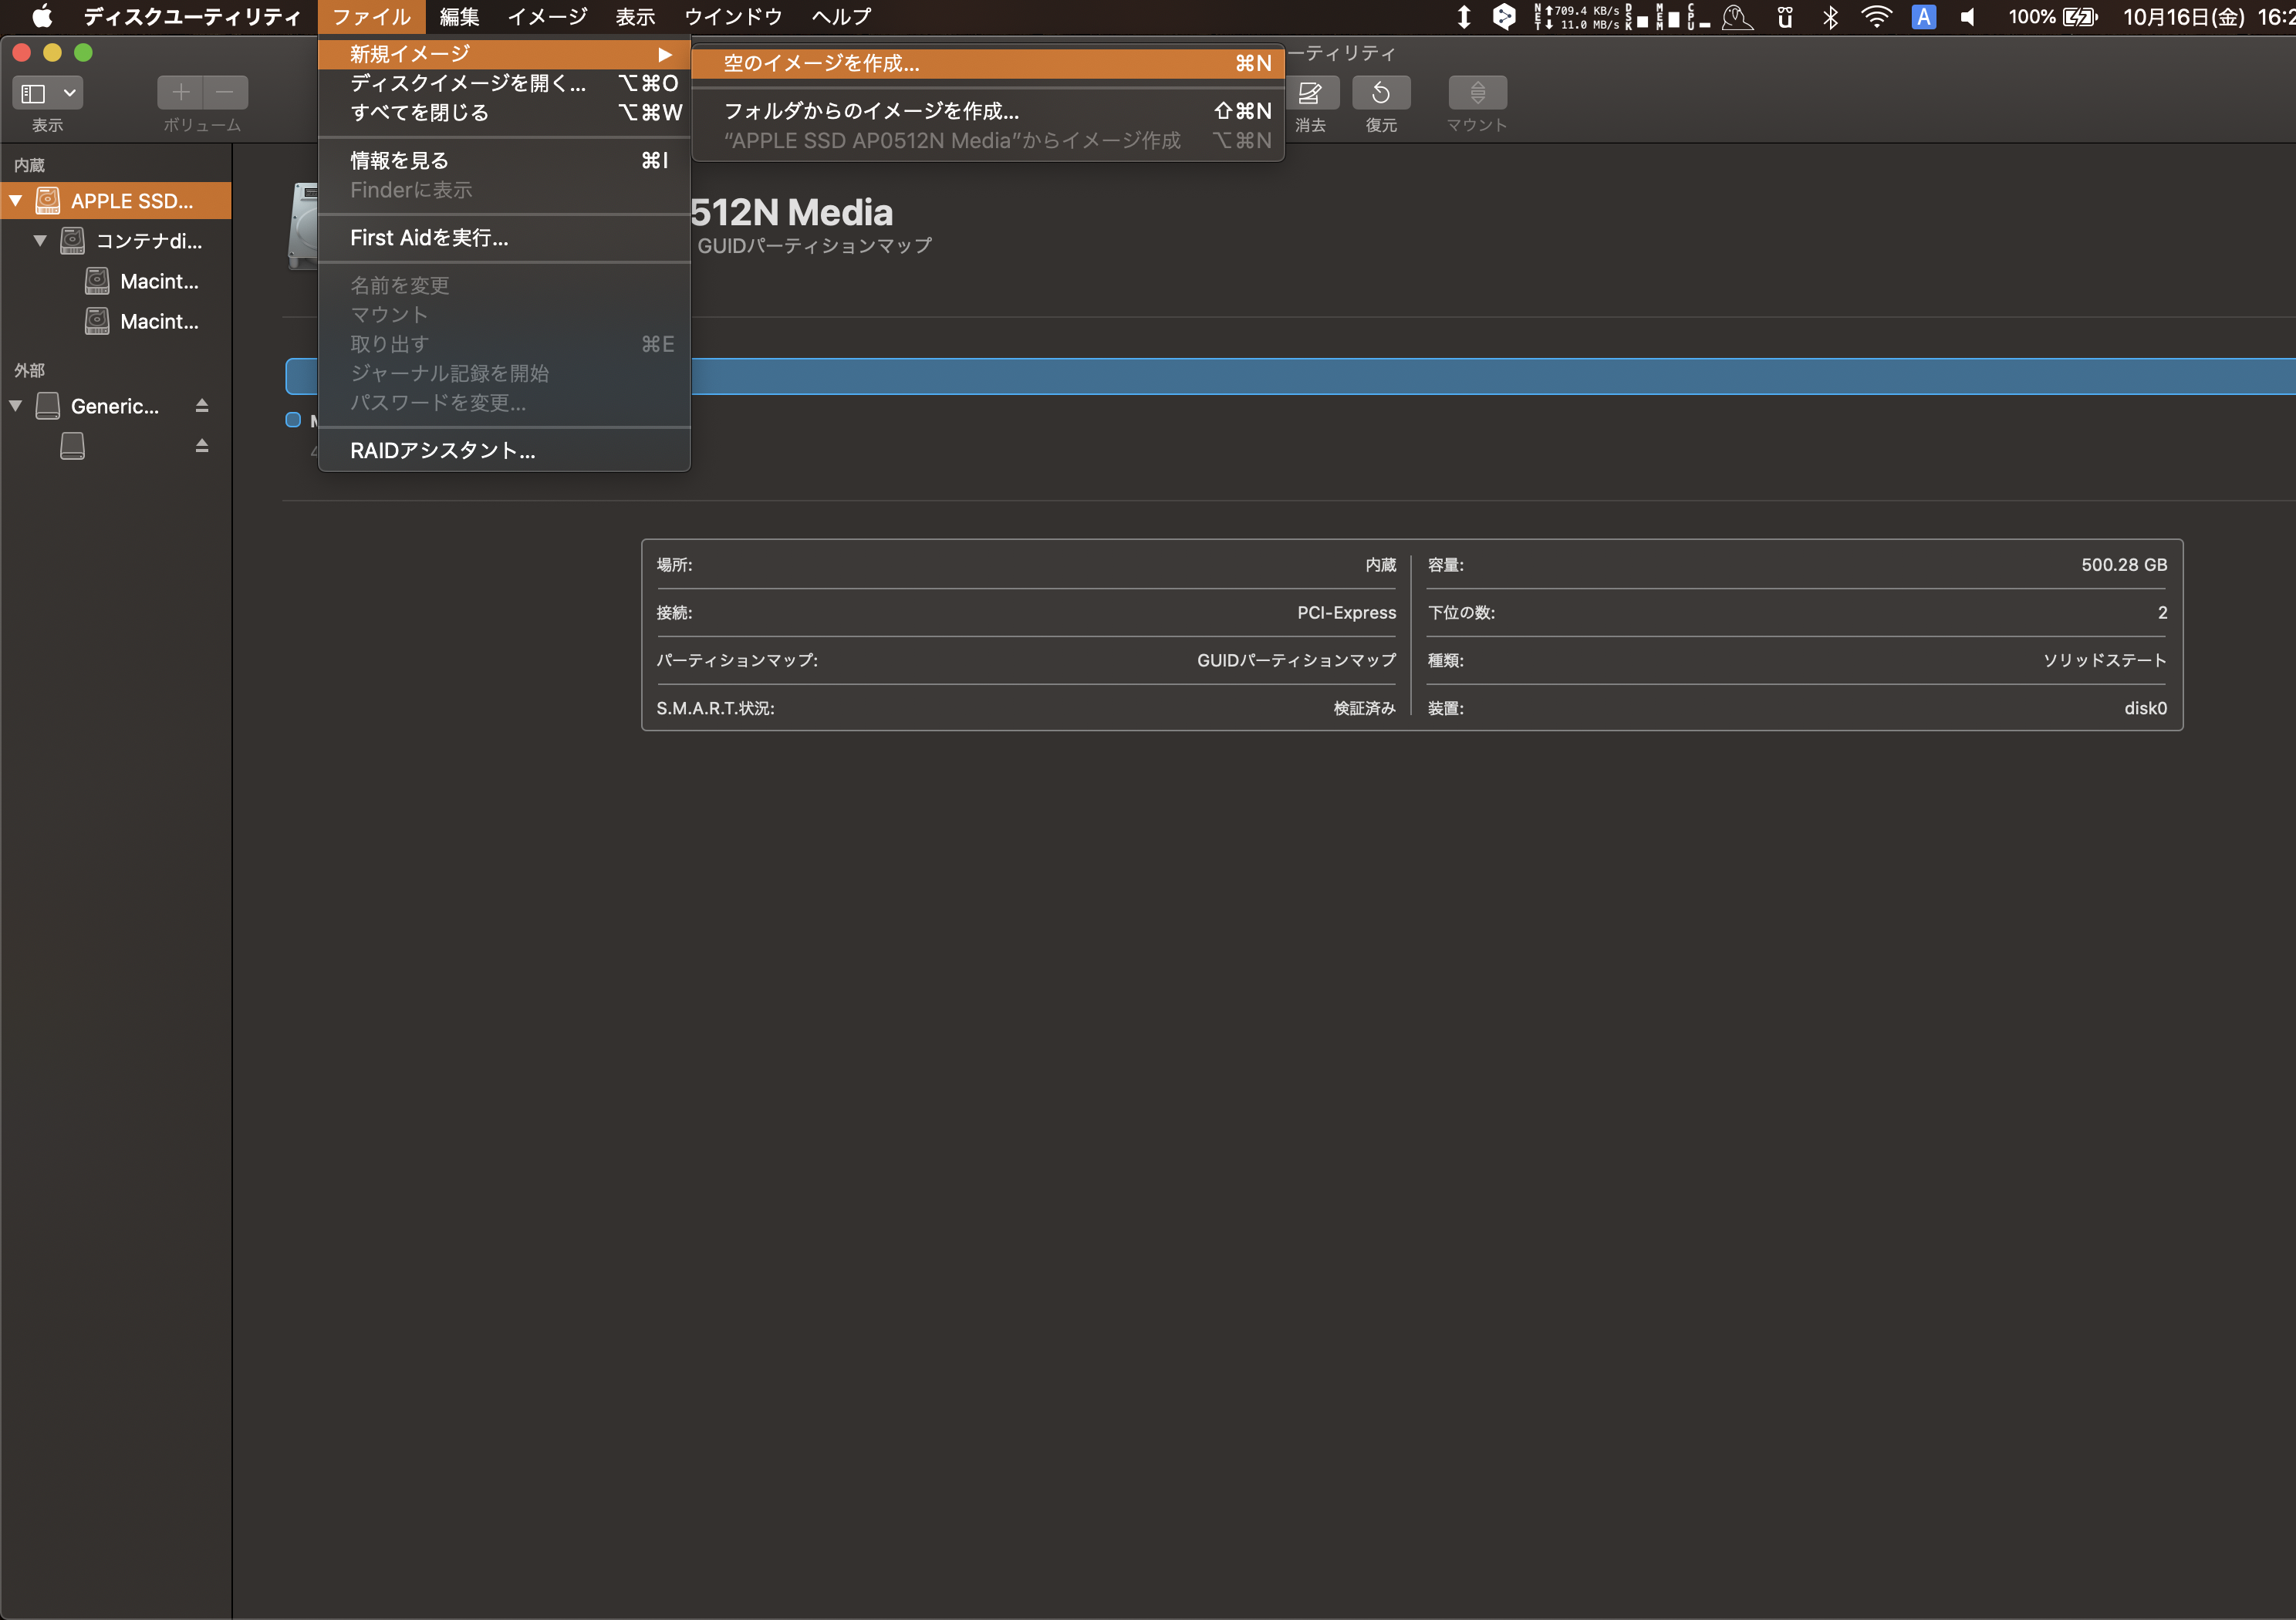 ディスクユーティリティ ファイル 編集 イメージ 表示 ウインドウ ヘルプ
NET 709.4 KB/s 11.0 MB/s DSK MEM CPU ü A 100% 10月16日(金)
ーティリティ
表示 ボリューム 消去 復元 マウント
新規イメージ ▶
ディスクイメージを開く... ⌥⌘O
すべてを閉じる ⌥⌘W
情報を見る ⌘I
Finderに表示
First Aidを実行...
名前を変更
マウント
取り出す ⌘E
ジャーナル記録を開始
パスワードを変更...
RAIDアシスタント...
空のイメージを作成... ⌘N
フォルダからのイメージを作成... ⇧⌘N
“APPLE SSD AP0512N Media”からイメージ作成 ⌥⌘N
内蔵
APPLE SSD...
コンテナdi...
Macint...
Macint...
外部
Generic...
512N Media
GUIDパーティションマップ
場所: 内蔵
接続: PCI-Express
パーティションマップ: GUIDパーティションマップ
S.M.A.R.T.状況: 検証済み
容量: 500.28 GB
下位の数: 2
種類: ソリッドステート
装置: disk0